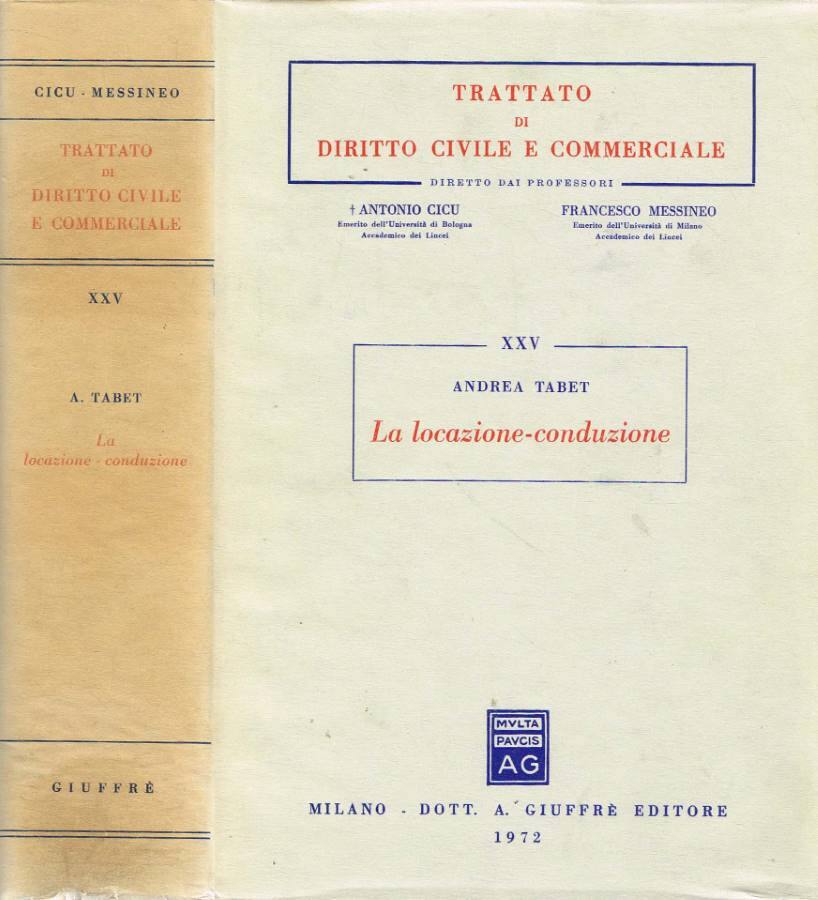 CICU - MESSINEO
TRATTATO
DI
DIRITTO CIVILE
E COMMERCIALE
XXV
A. TABET
La
locazione - conduzione
GIUFFRÈ
TRATTATO
DI
DIRITTO CIVILE E COMMERCIALE
DIRETTO DAI PROFESSORI
† ANTONIO CICU
Emerito dell'Università di Bologna
Accademico dei Lincei
FRANCESCO MESSINEO
Emerito dell'Università di Milano
Accademico dei Lincei
XXV
ANDREA TABET
La locazione-conduzione
MVLTA
PAVCIS
AG
MILANO - DOTT. A. GIUFFRÈ EDITORE
1972